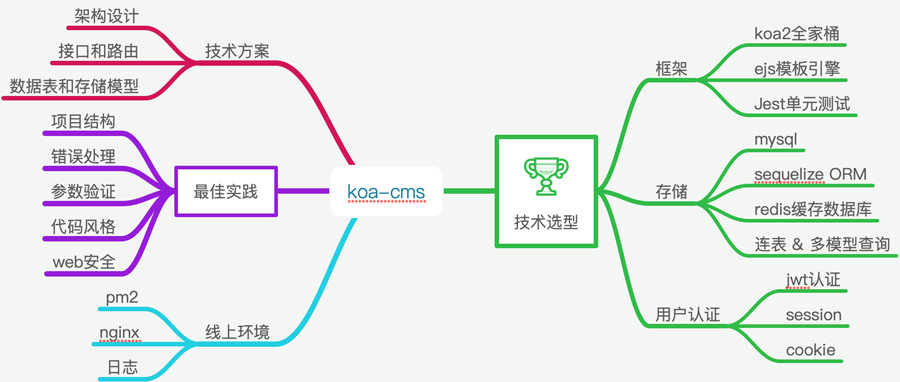 koa-cms
技术方案
架构设计
接口和路由
数据表和存储模型
最佳实践
项目结构
错误处理
参数验证
代码风格
web安全
线上环境
pm2
nginx
日志
技术选型
框架
koa2全家桶
ejs模板引擎
Jest单元测试
存储
mysql
sequelize ORM
redis缓存数据库
连表 & 多模型查询
用户认证
jwt认证
session
cookie